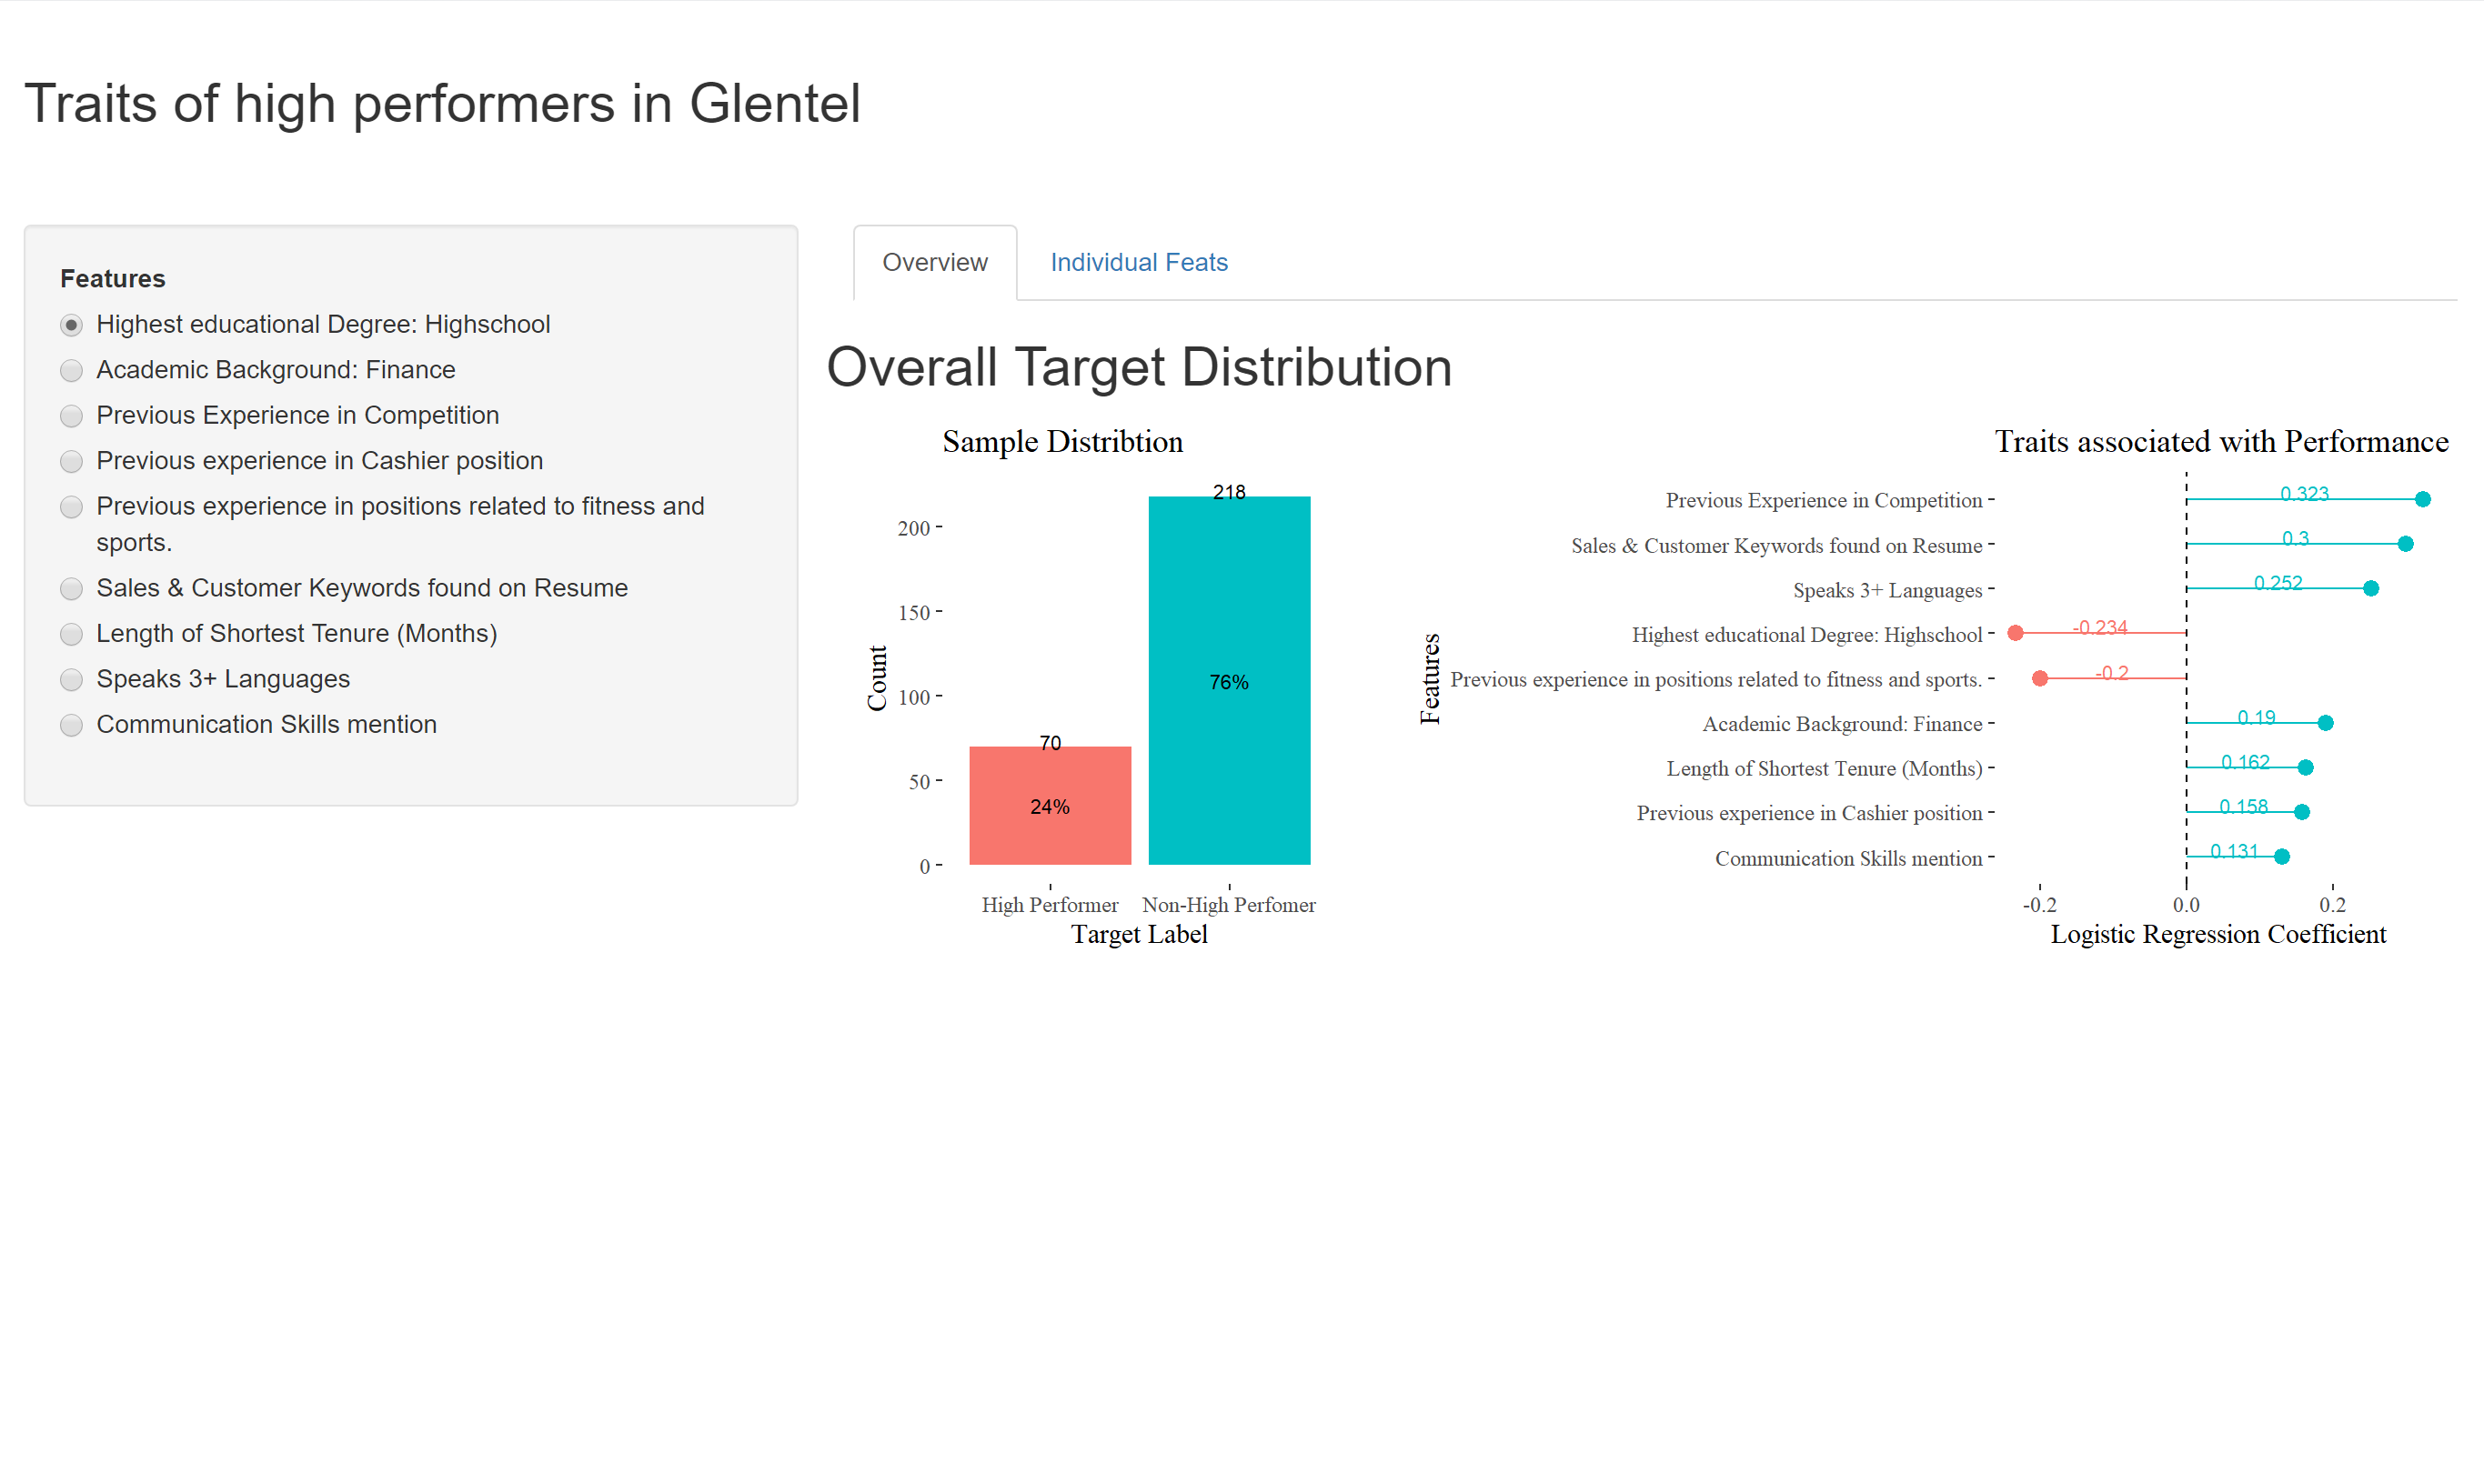 Traits of high performers in Glentel
Features
Highest educational Degree: Highschool
Academic Background: Finance
Previous Experience in Competition
Previous experience in Cashier position
Previous experience in positions related to fitness and
sports.
Sales & Customer Keywords found on Resume
Length of Shortest Tenure (Months)
Speaks 3+ Languages
Communication Skills mention
Overview
Individual Feats
Overall Target Distribution
Sample Distribtion
218
200
150
Count
100
76%
70
50
24%
0
High Performer
Non-High Perfomer
Target Label
Traits associated with Performance
Features
Previous Experience in Competition
0.323
Sales & Customer Keywords found on Resume
0.3
Speaks 3+ Languages
0.252
Highest educational Degree: Highschool
-0.234
Previous experience in positions related to fitness and sports.
-0.2
Academic Background: Finance
0.19
Length of Shortest Tenure (Months)
0.162
Previous experience in Cashier position
0.158
Communication Skills mention
0.131
-0.2
0.0
0.2
Logistic Regression Coefficient